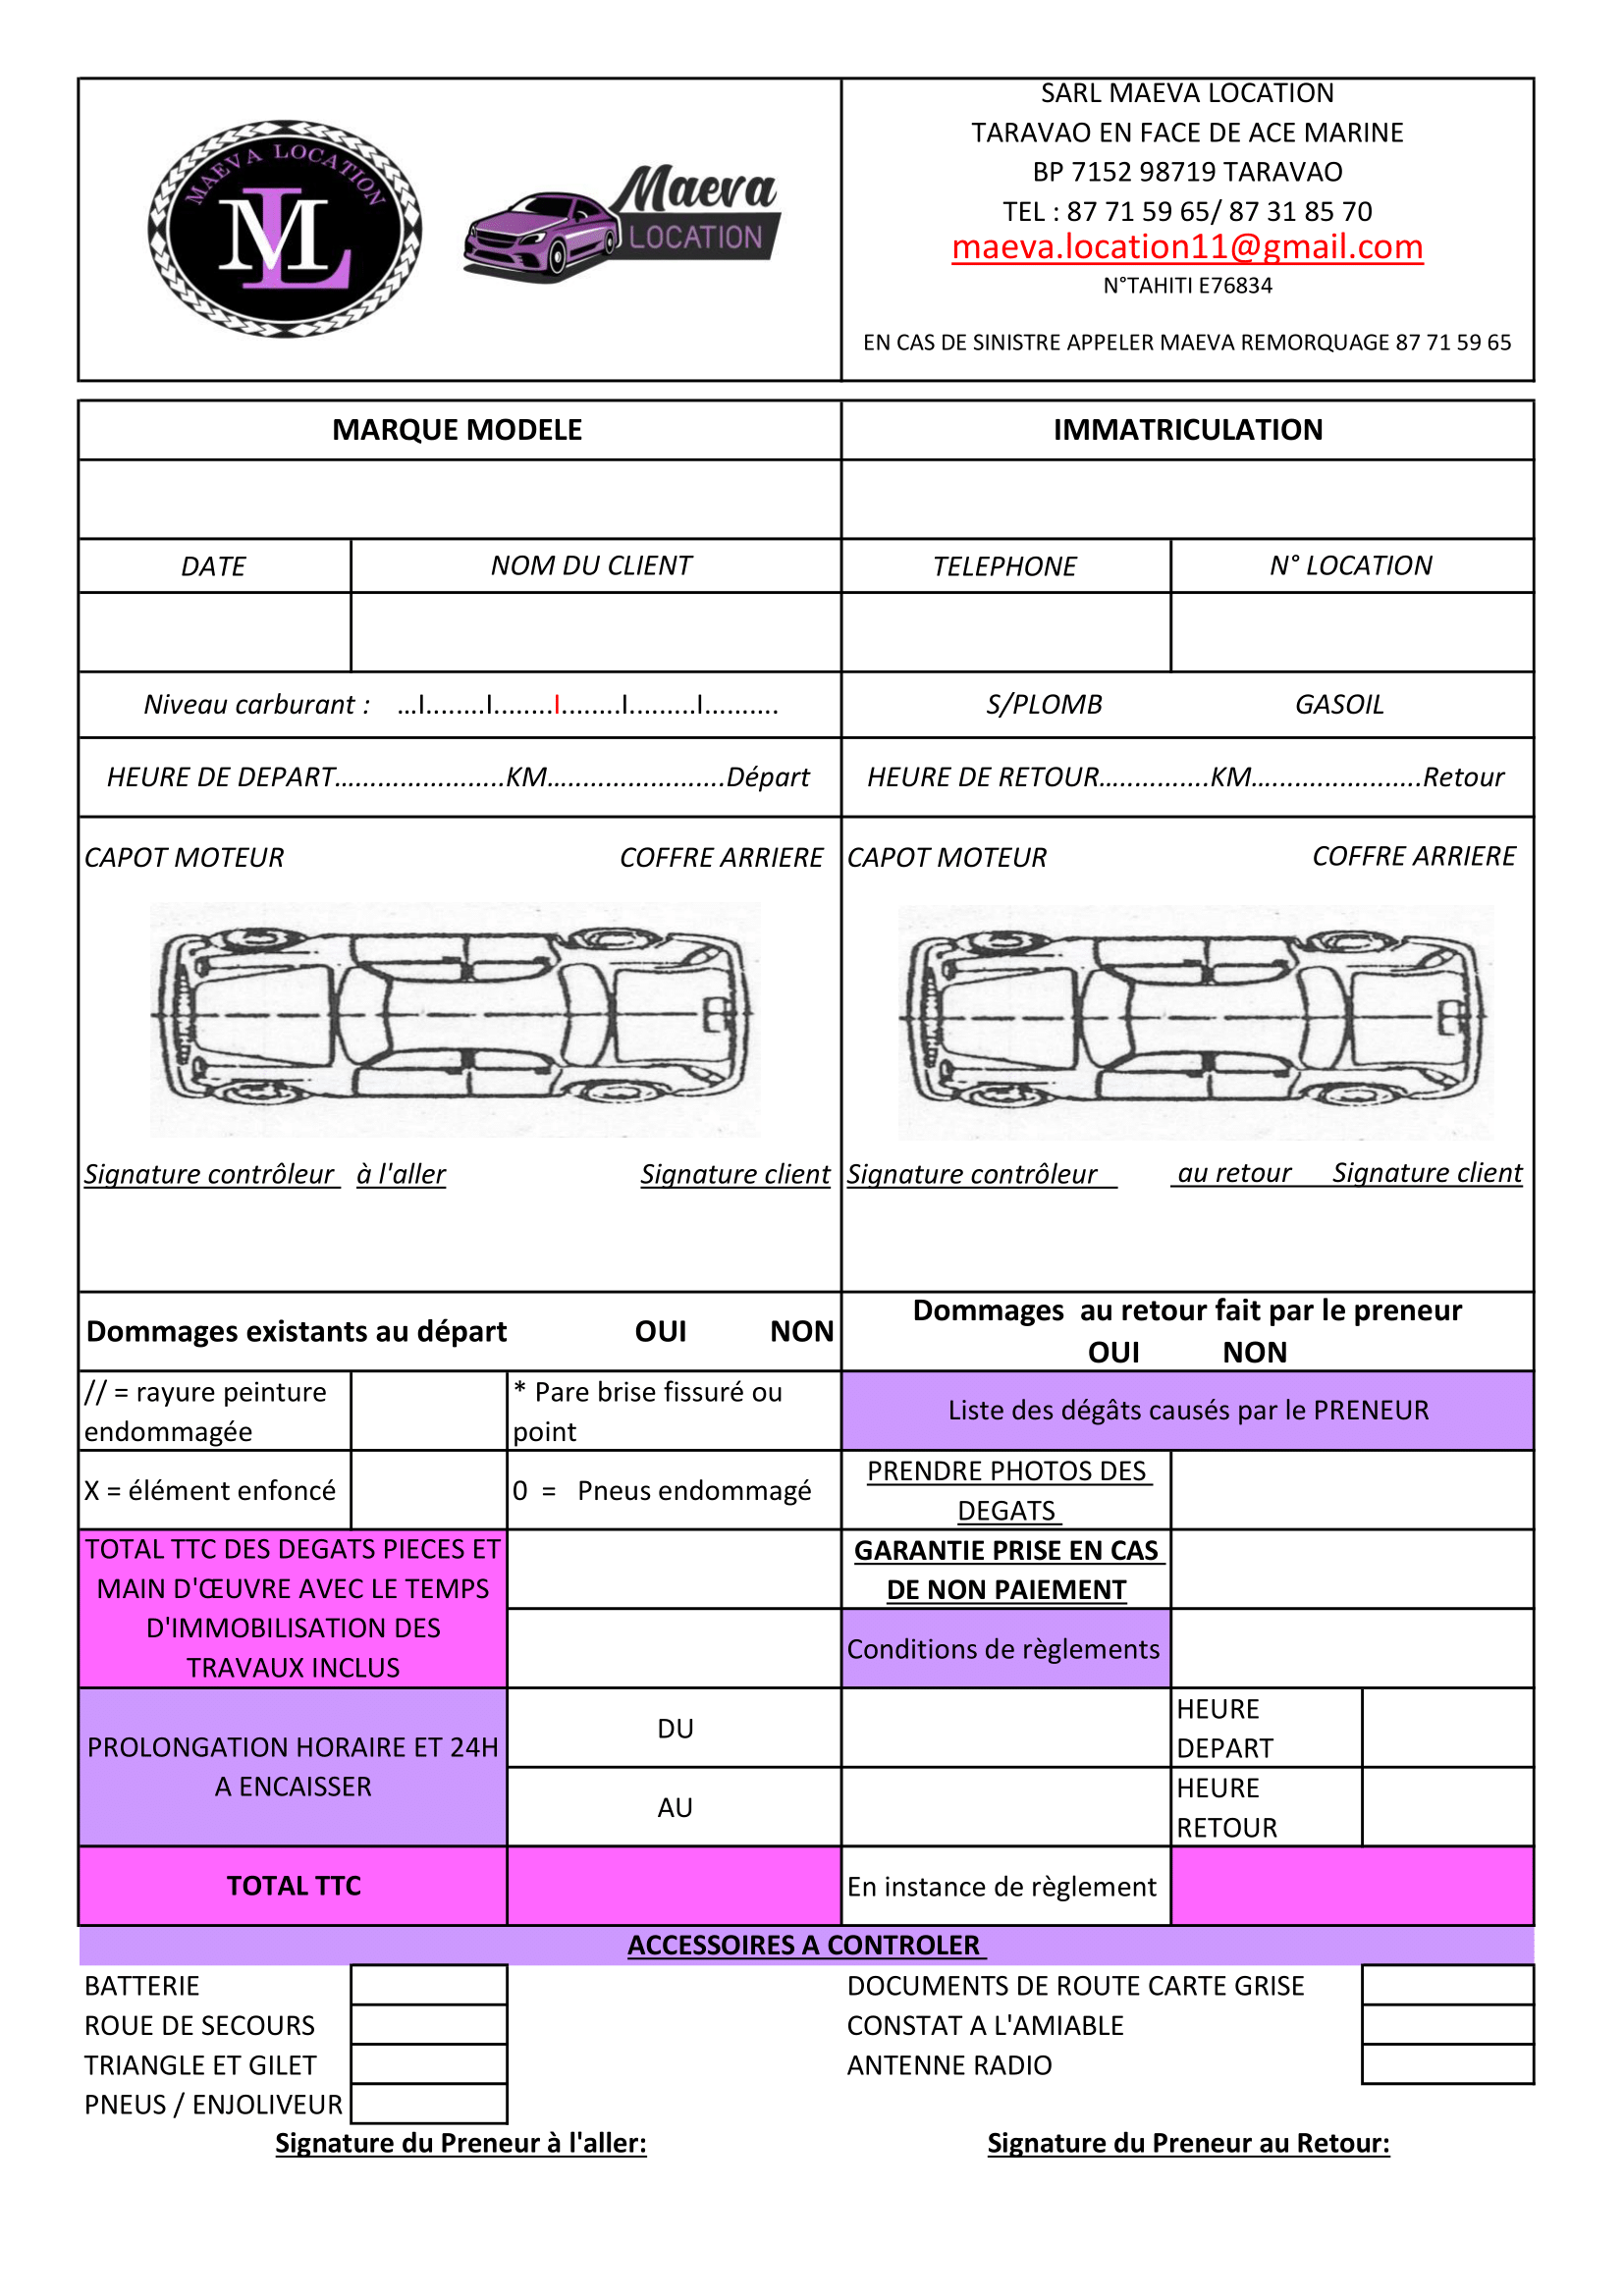 MAEVA LOCATION
ML
Maeva
LOCATION
SARL MAEVA LOCATION
TARAVAO EN FACE DE ACE MARINE
BP 7152 98719 TARAVAO
TEL : 87 71 59 65/ 87 31 85 70
maeva.location11@gmail.com
N°TAHITI E76834
EN CAS DE SINISTRE APPELER MAEVA REMORQUAGE 87 71 59 65
MARQUE MODELE IMMATRICULATION
DATE NOM DU CLIENT TELEPHONE N° LOCATION
Niveau carburant : ...I........I........I........I.........I.......... S/PLOMB GASOIL
HEURE DE DEPART.......................KM........................Départ HEURE DE RETOUR...............KM.......................Retour
CAPOT MOTEUR COFFRE ARRIERE CAPOT MOTEUR COFFRE ARRIERE
Signature contrôleur à l'aller Signature client Signature contrôleur au retour Signature client
Dommages existants au départ OUI NON
Dommages au retour fait par le preneur
OUI NON
// = rayure peinture
endommagée
* Pare brise fissuré ou
point
Liste des dégâts causés par le PRENEUR
X = élément enfoncé
0 = Pneus endommagé
PRENDRE PHOTOS DES
DEGATS
TOTAL TTC DES DEGATS PIECES ET
MAIN D'ŒUVRE AVEC LE TEMPS
D'IMMOBILISATION DES
TRAVAUX INCLUS
GARANTIE PRISE EN CAS
DE NON PAIEMENT
Conditions de règlements
PROLONGATION HORAIRE ET 24H
A ENCAISSER
DU
HEURE
DEPART
AU
HEURE
RETOUR
TOTAL TTC
En instance de règlement
ACCESSOIRES A CONTROLER
BATTERIE DOCUMENTS DE ROUTE CARTE GRISE
ROUE DE SECOURS CONSTAT A L'AMIABLE
TRIANGLE ET GILET ANTENNE RADIO
PNEUS / ENJOLIVEUR
Signature du Preneur à l'aller: Signature du Preneur au Retour: